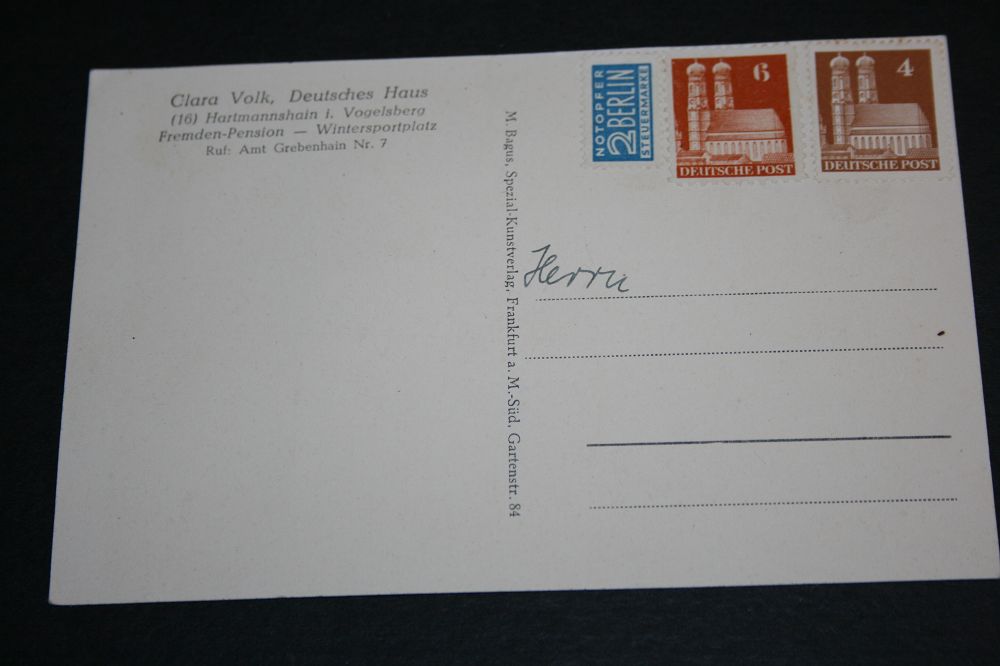 Clara Volk, Deutsches Haus
(16) Hartmannshain i. Vogelsberg
Fremden-Pension — Wintersportplatz
Ruf: Amt Grebenhain Nr. 7
M. Bagus, Spezial-Kunstverlag, Frankfurt a. M.-Süd, Gartenstr. 84
NOTOPFER
2 BERLIN
STEUERMARKE
6
DEUTSCHE POST
4
DEUTSCHE POST
Herrn